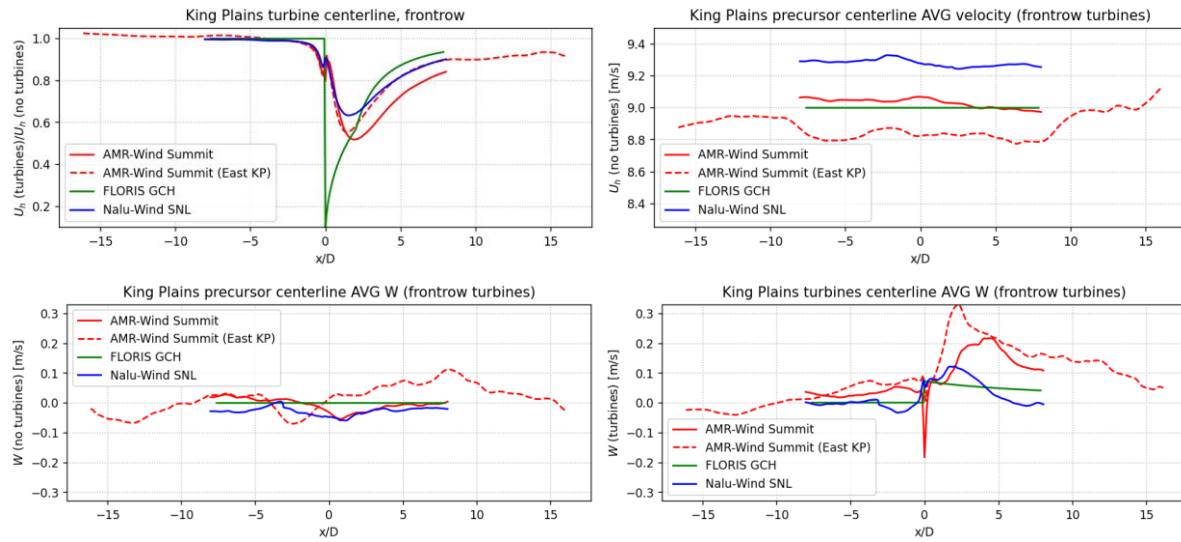 King Plains turbine centerline, frontrow
U_h (turbines)/U_h (no turbines)
1.0
0.8
0.6
0.4
0.2
AMR-Wind Summit
AMR-Wind Summit (East KP)
FLORIS GCH
Nalu-Wind SNL
−15 −10 −5 0 5 10 15
x/D
King Plains precursor centerline AVG velocity (frontrow turbines)
U_h (no turbines) [m/s]
9.4
9.2
9.0
8.8
8.6
8.4
AMR-Wind Summit
AMR-Wind Summit (East KP)
FLORIS GCH
Nalu-Wind SNL
−15 −10 −5 0 5 10 15
x/D
King Plains precursor centerline AVG W (frontrow turbines)
W (no turbines) [m/s]
0.3
0.2
0.1
0.0
−0.1
−0.2
−0.3
AMR-Wind Summit
AMR-Wind Summit (East KP)
FLORIS GCH
Nalu-Wind SNL
−15 −10 −5 0 5 10 15
x/D
King Plains turbines centerline AVG W (frontrow turbines)
W (turbines) [m/s]
0.3
0.2
0.1
0.0
−0.1
−0.2
−0.3
AMR-Wind Summit
AMR-Wind Summit (East KP)
FLORIS GCH
Nalu-Wind SNL
−15 −10 −5 0 5 10 15
x/D